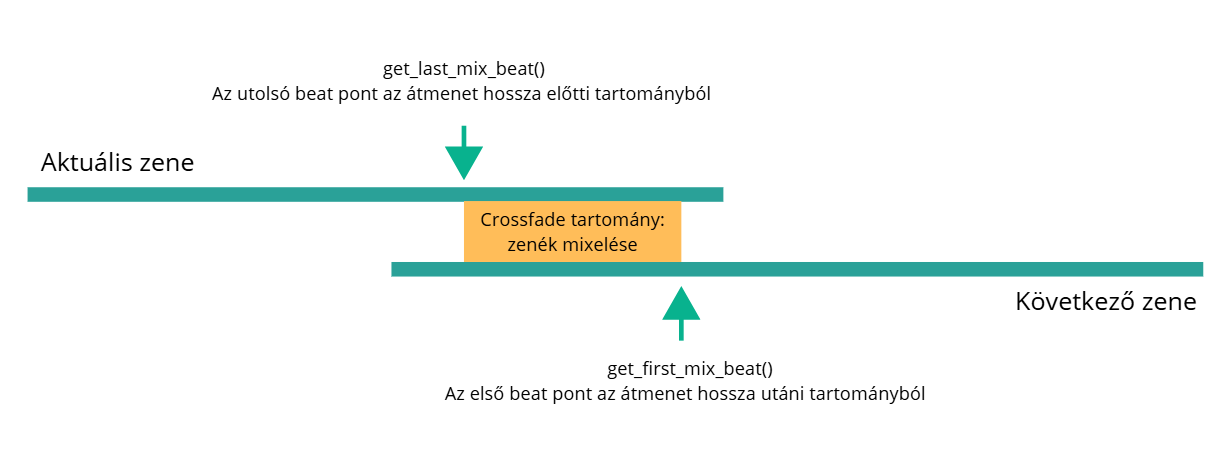 get_last_mix_beat()
Az utolsó beat pont az átmenet hossza előtti tartományból
Aktuális zene
Crossfade tartomány:
zenék mixelése
Következő zene
get_first_mix_beat()
Az első beat pont az átmenet hossza utáni tartományból